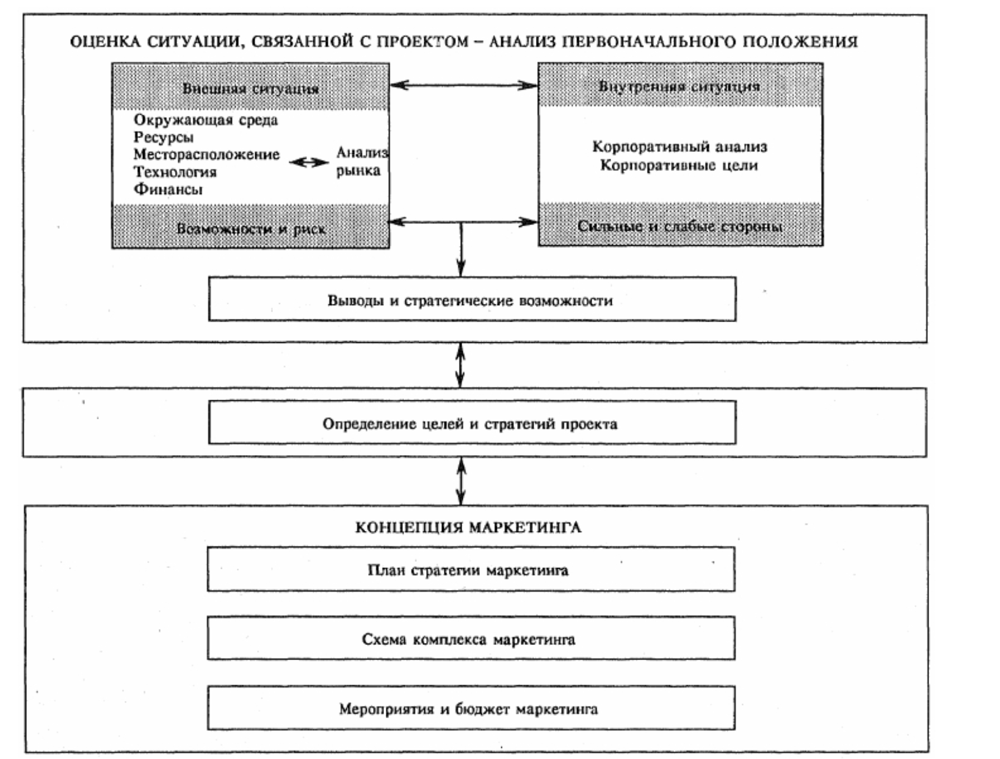 ОЦЕНКА СИТУАЦИИ, СВЯЗАННОЙ С ПРОЕКТОМ – АНАЛИЗ ПЕРВОНАЧАЛЬНОГО ПОЛОЖЕНИЯ
Внешняя ситуация
Окружающая среда
Ресурсы
Месторасположение
Технология
Финансы
Анализ
рынка
Возможности и риск
Внутренняя ситуация
Корпоративный анализ
Корпоративные цели
Сильные и слабые стороны
Выводы и стратегические возможности
Определение целей и стратегий проекта
КОНЦЕПЦИЯ МАРКЕТИНГА
План стратегии маркетинга
Схема комплекса маркетинга
Мероприятия и бюджет маркетинга